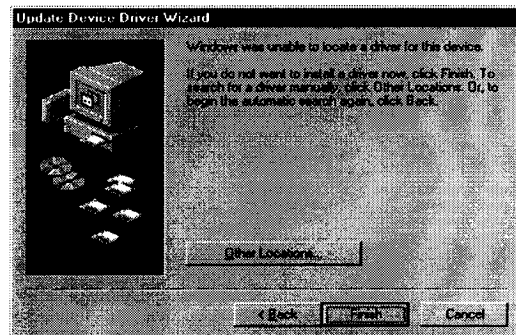 Update Device Driver Wizard
Windows was unable to locate a driver for this device.
If you do not want to install a driver now, click Finish. To
search for a driver manually, click Other Locations. Or, to
begin the automatic search again, click Back.
Other Locations...
< Back
Finish
Cancel